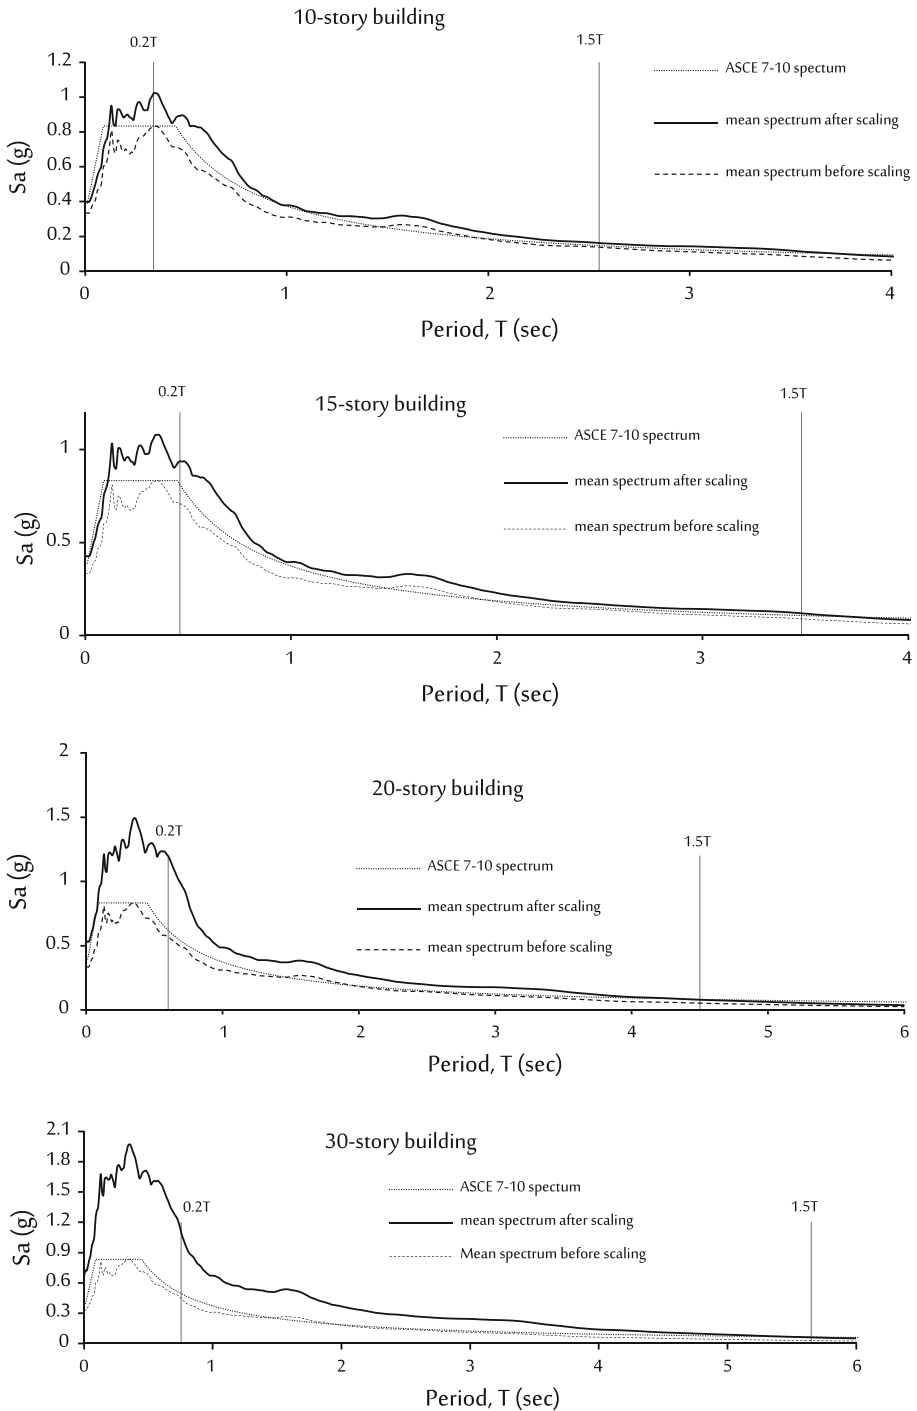 10-story building
0.2T
1.5T
1.2
1
0.8
0.6
0.4
0.2
0
Sa (g)
ASCE 7-10 spectum
mean spectrum after scaling
mean spectrum before scaling
0 1 2 3 4
Period, T (sec)
0.2T
1.5T
15-story building
1
0.5
0
Sa (g)
ASCE 7-10 spectrum
mean spectrum after scaling
mean spectrum before scaling
0 1 2 3 4
Period, T (sec)
2
1.5
1
0.5
0
Sa (g)
20-story building
0.2T
1.5T
ASCE 7-10 spectrum
mean spectrum after scaling
mean spectrum before scaling
0 1 2 3 4 5 6
Period, T (sec)
2.1
1.8
1.5
1.2
0.9
0.6
0.3
0
Sa (g)
30-story building
0.2T
1.5T
ASCE 7-10 spectum
mean spectrum after scaling
Mean spectrum before scaling
0 1 2 3 4 5 6
Period, T (sec)